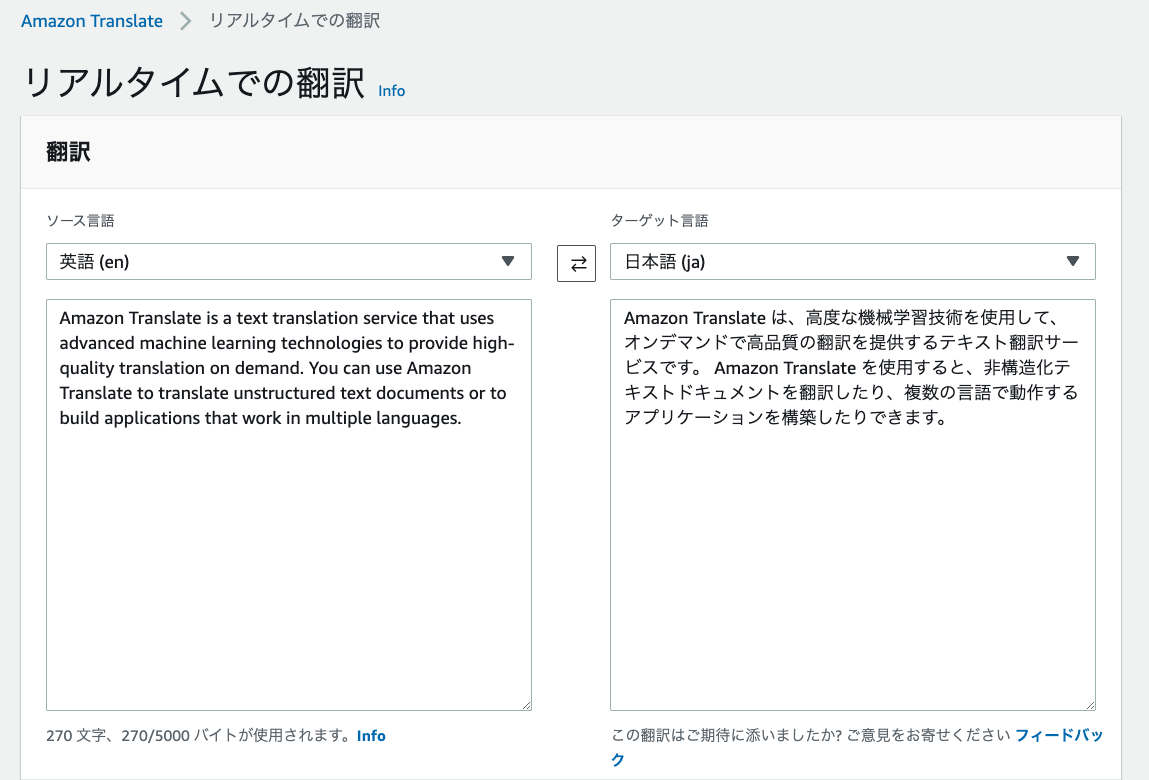 Amazon Translate > リアルタイムでの翻訳
リアルタイムでの翻訳 Info
翻訳
ソース言語
英語 (en)
Amazon Translate is a text translation service that uses
advanced machine learning technologies to provide high-
quality translation on demand. You can use Amazon
Translate to translate unstructured text documents or to
build applications that work in multiple languages.
270 文字、270/5000 バイトが使用されます。Info
ターゲット言語
日本語 (ja)
Amazon Translate は、高度な機械学習技術を使用して、
オンデマンドで高品質の翻訳を提供するテキスト翻訳サー
ビスです。 Amazon Translate を使用すると、非構造化テ
キストドキュメントを翻訳したり、複数の言語で動作する
アプリケーションを構築したりできます。
この翻訳はご期待に添いましたか? ご意見をお寄せください フィードバッ
ク